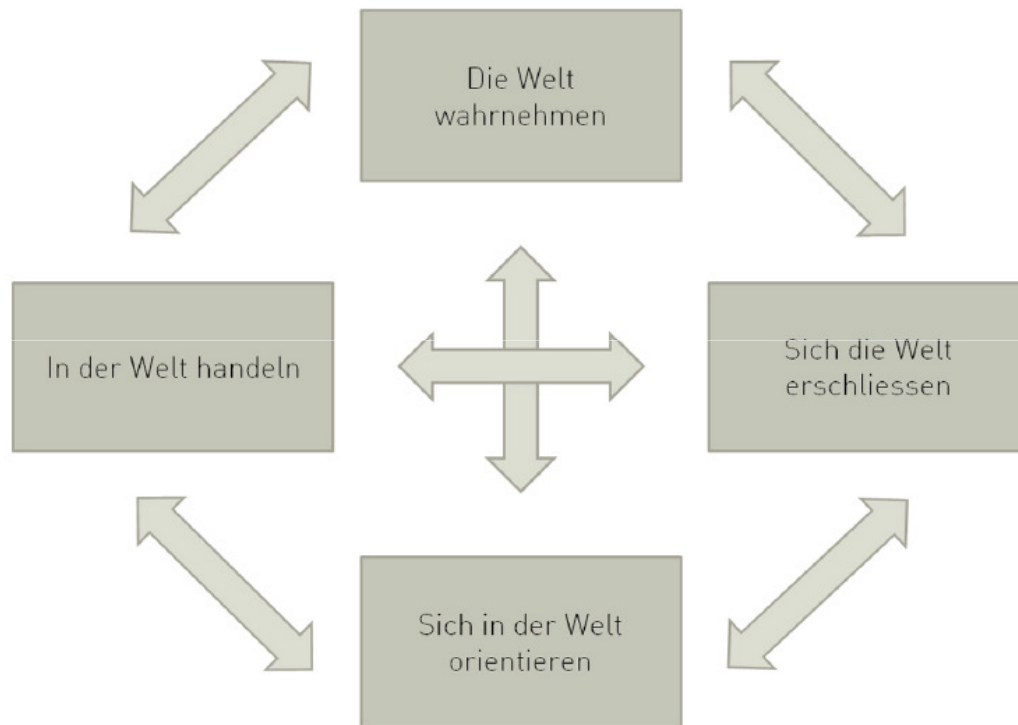 Die Welt
wahrnehmen
In der Welt handeln
Sich die Welt
erschliessen
Sich in der Welt
orientieren